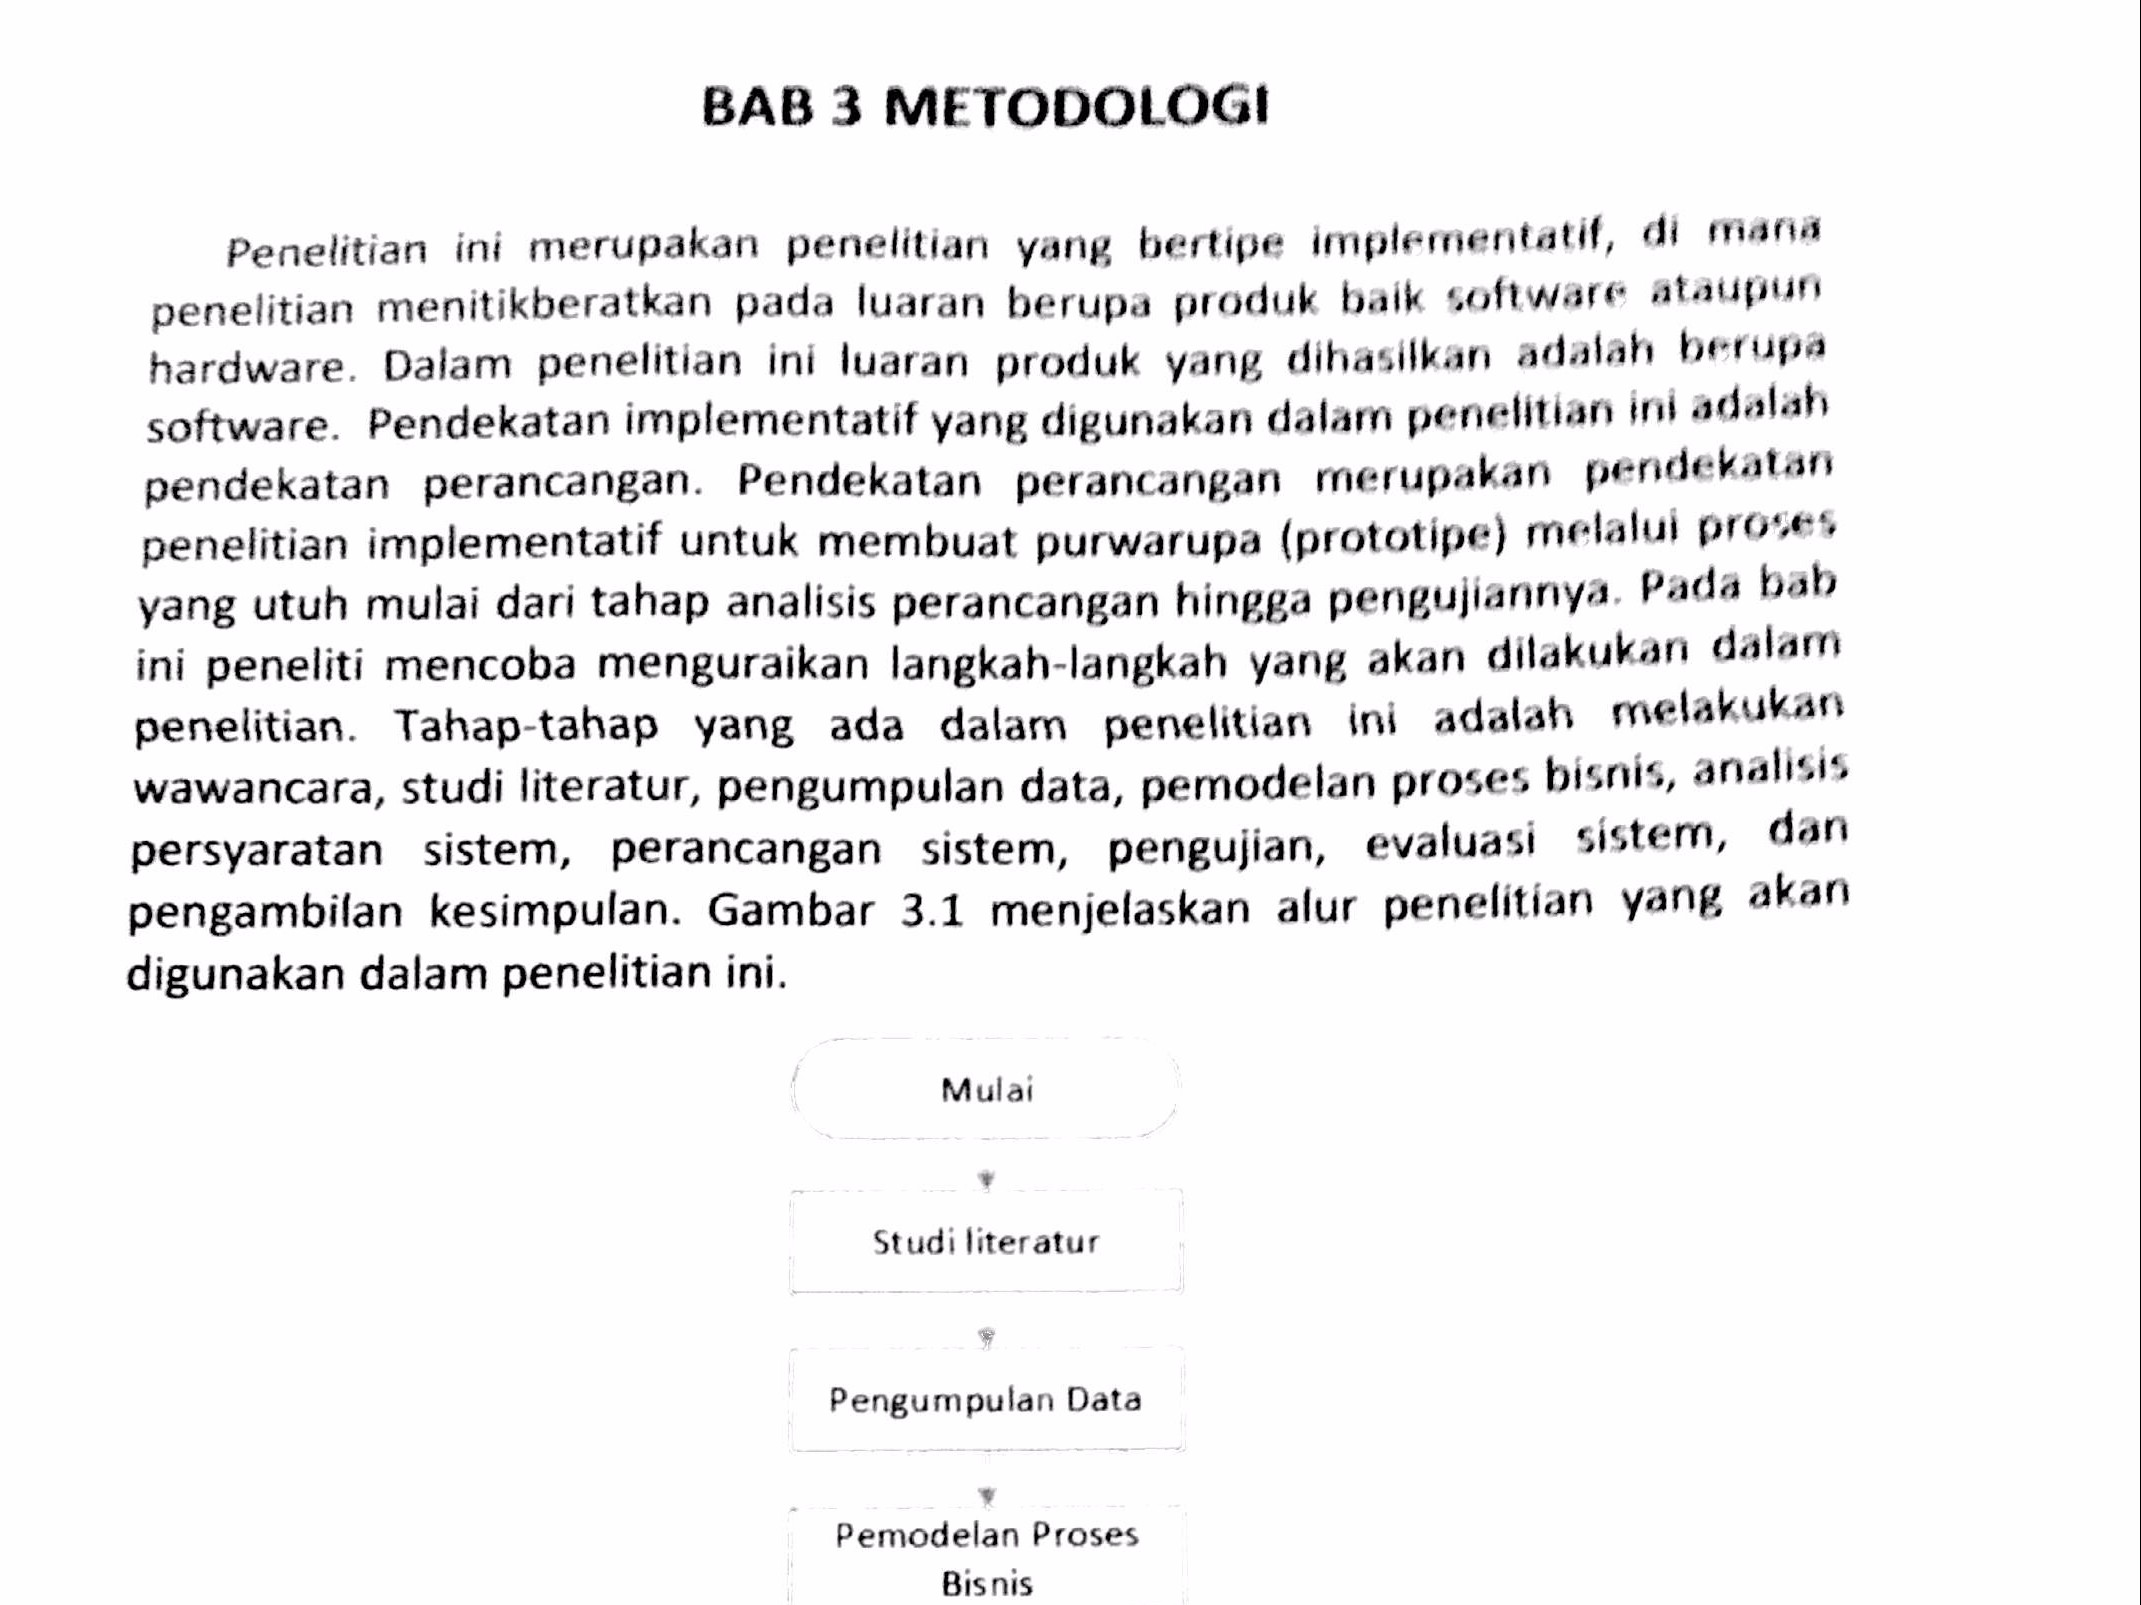 BAB 3 METODOLOGI
Penelitian ini merupakan penelitian yang bertipe implementatif, di mana
penelitian menitikberatkan pada luaran berupa produk baik software ataupun
hardware. Dalam penelitian ini luaran produk yang dihasilkan adalah berupa
software. Pendekatan implementatif yang digunakan dalam penelitian ini adalah
pendekatan perancangan. Pendekatan perancangan merupakan pendekatan
penelitian implementatif untuk membuat purwarupa (prototipe) melalui proses
yang utuh mulai dari tahap analisis perancangan hingga pengujiannya. Pada bab
ini peneliti mencoba menguraikan langkah-langkah yang akan dilakukan dalam
penelitian. Tahap-tahap yang ada dalam penelitian ini adalah melakukan
wawancara, studi literatur, pengumpulan data, pemodelan proses bisnis, analisis
persyaratan sistem, perancangan sistem, pengujian, evaluasi sistem, dan
pengambilan kesimpulan. Gambar 3.1 menjelaskan alur penelitian yang akan
digunakan dalam penelitian ini.
Mulai
Studi literatur
Pengumpulan Data
Pemodelan Proses
Bisnis